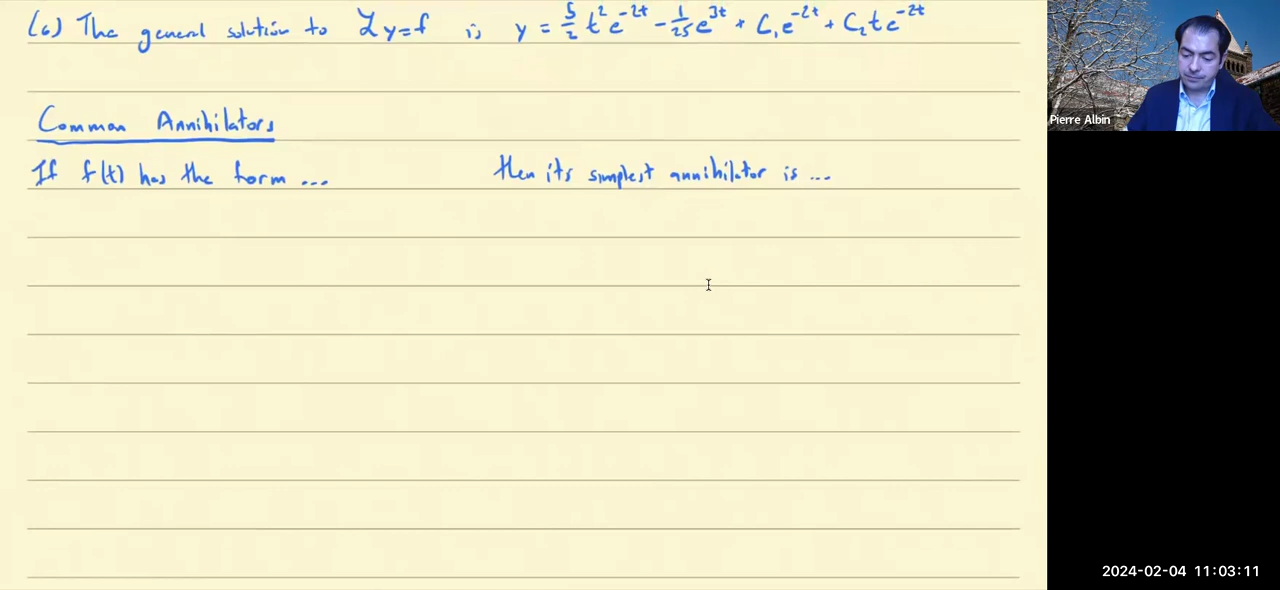 (c) The general solution to ℒy=f is y = 5/2 t² e^{-2t} - 1/25 e^{3t} + C₁e^{-2t} + C₂te^{-2t}
Pierre Albin
Common Annihilators
If f(t) has the form ... then its simplest annihilator is ...
2024-02-04 11:03:11